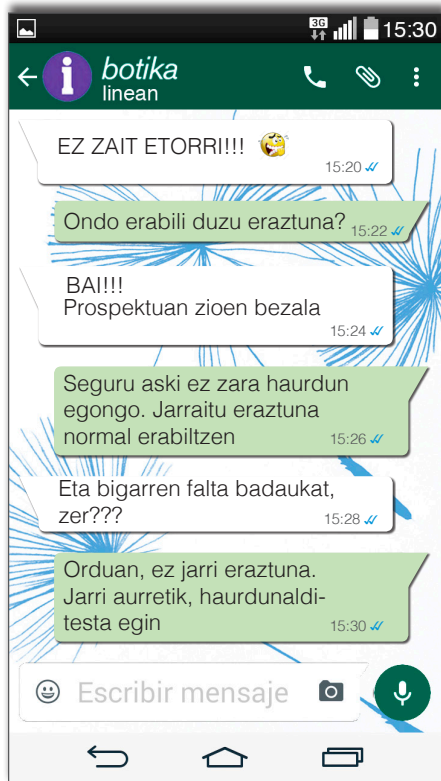 3G
15:30
i
botika
linean
EZ ZAIT ETORRI!!!
15:20
Ondo erabili duzu eraztuna?
15:22
BAI!!!
Prospektuan zioen bezala
15:24
Seguru aski ez zara haurdun
egongo. Jarraitu eraztuna
normal erabiltzen
15:26
Eta bigarren falta badaukat,
zer???
15:28
Orduan, ez jarri eraztuna.
Jarri aurretik, haurdunaldi-
testa egin
15:30
Escribir mensaje